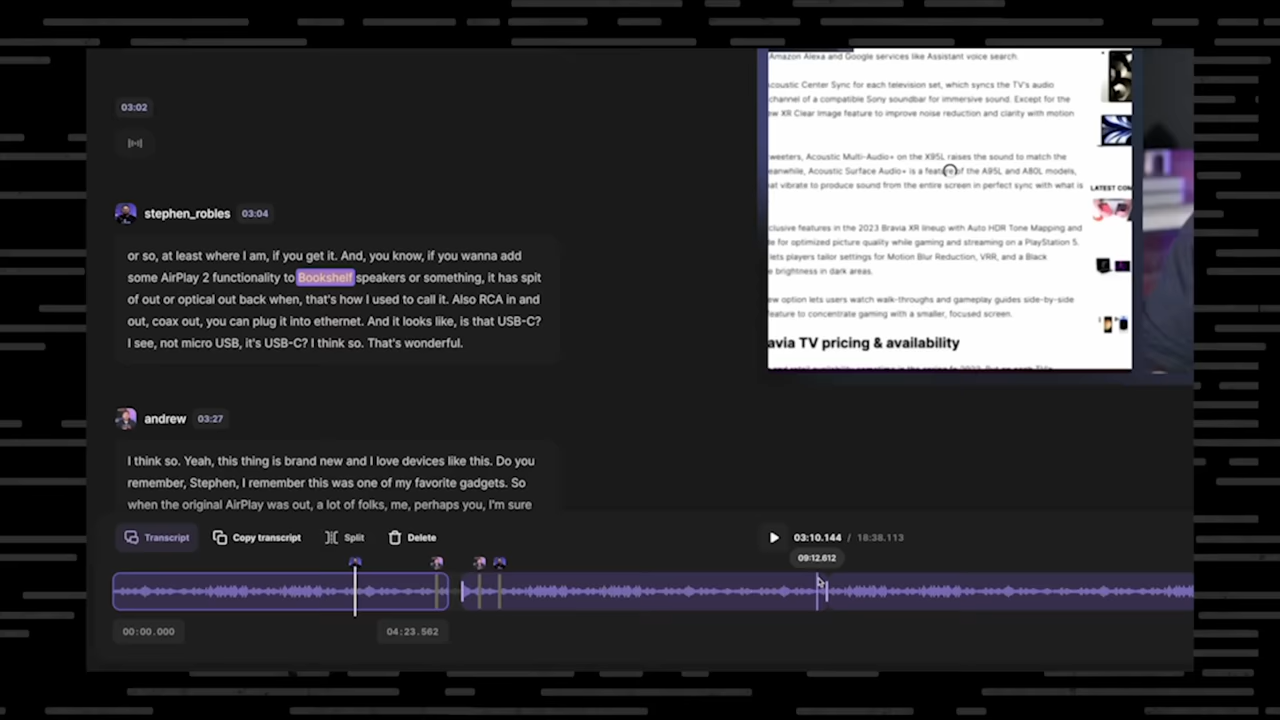 03:02
stephen_robles 03:04
or so, at least where I am, if you get it. And, you know, if you wanna add
some AirPlay 2 functionality to Bookshelf speakers or something, it has spit
of out or optical out back when, that's how I used to call it. Also RCA in and
out, coax out, you can plug it into ethernet. And it looks like, is that USB-C?
I see, not micro USB, it's USB-C? I think so. That's wonderful.
andrew 03:27
I think so. Yeah, this thing is brand new and I love devices like this. Do you
remember, Stephen, I remember this was one of my favorite gadgets. So
when the original AirPlay was out, a lot of folks, me, perhaps you, I'm sure
Amazon Alexa and Google services like Assistant voice search.
coustic Center Sync for each television set, which syncs the TV's audio
channel of a compatible Sony soundbar for immersive sound. Except for the
ew XR Clear Image feature to improve noise reduction and clarity with motion
weeters, Acoustic Multi-Audio+ on the X95L raises the sound to match the
eanwhile, Acoustic Surface Audio+ is a feature of the A95L and A80L models,
at vibrate to produce sound from the entire screen in perfect sync with what is
LATEST COM
clusive features in the 2023 Bravia XR lineup with Auto HDR Tone Mapping and
e for optimized picture quality while gaming and streaming on a PlayStation 5.
lets players tailor settings for Motion Blur Reduction, VRR, and a Black
e brightness in dark areas.
ew option lets users watch walk-throughs and gameplay guides side-by-side
eature to concentrate gaming with a smaller, focused screen.
avia TV pricing & availability
Transcript Copy transcript Split Delete
03:10.144 / 18:38.113
09:12.612
00:00.000 04:23.562